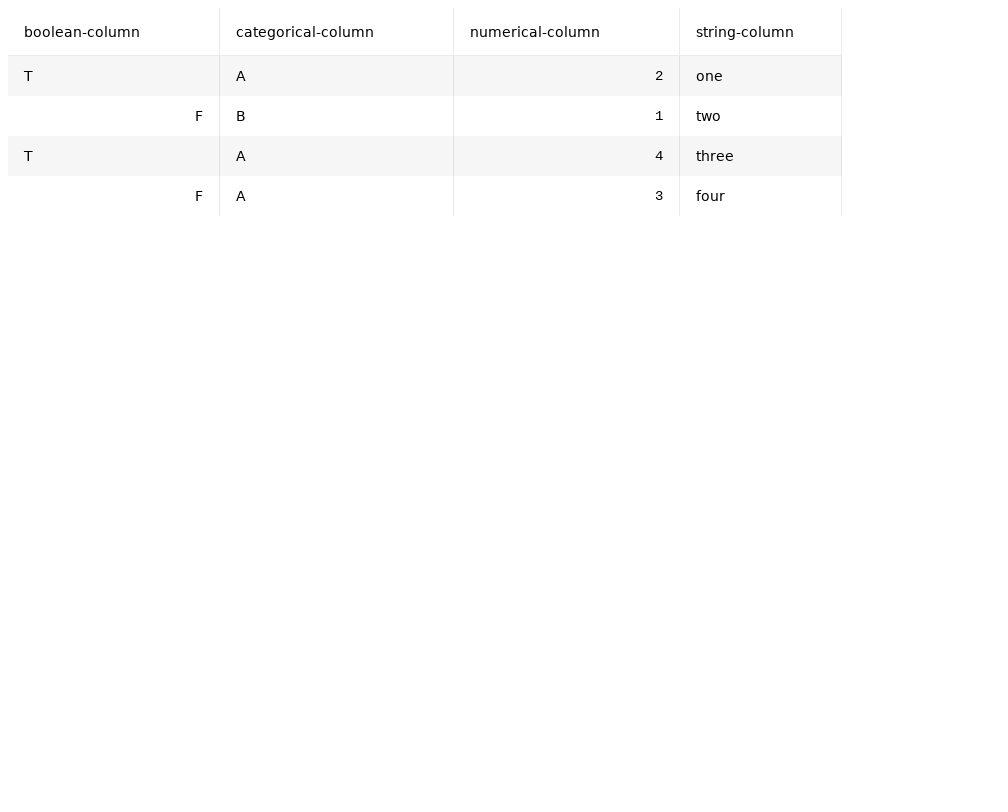 boolean-column categorical-column numerical-column string-column
T A 2 one
F B 1 two
T A 4 three
F A 3 four